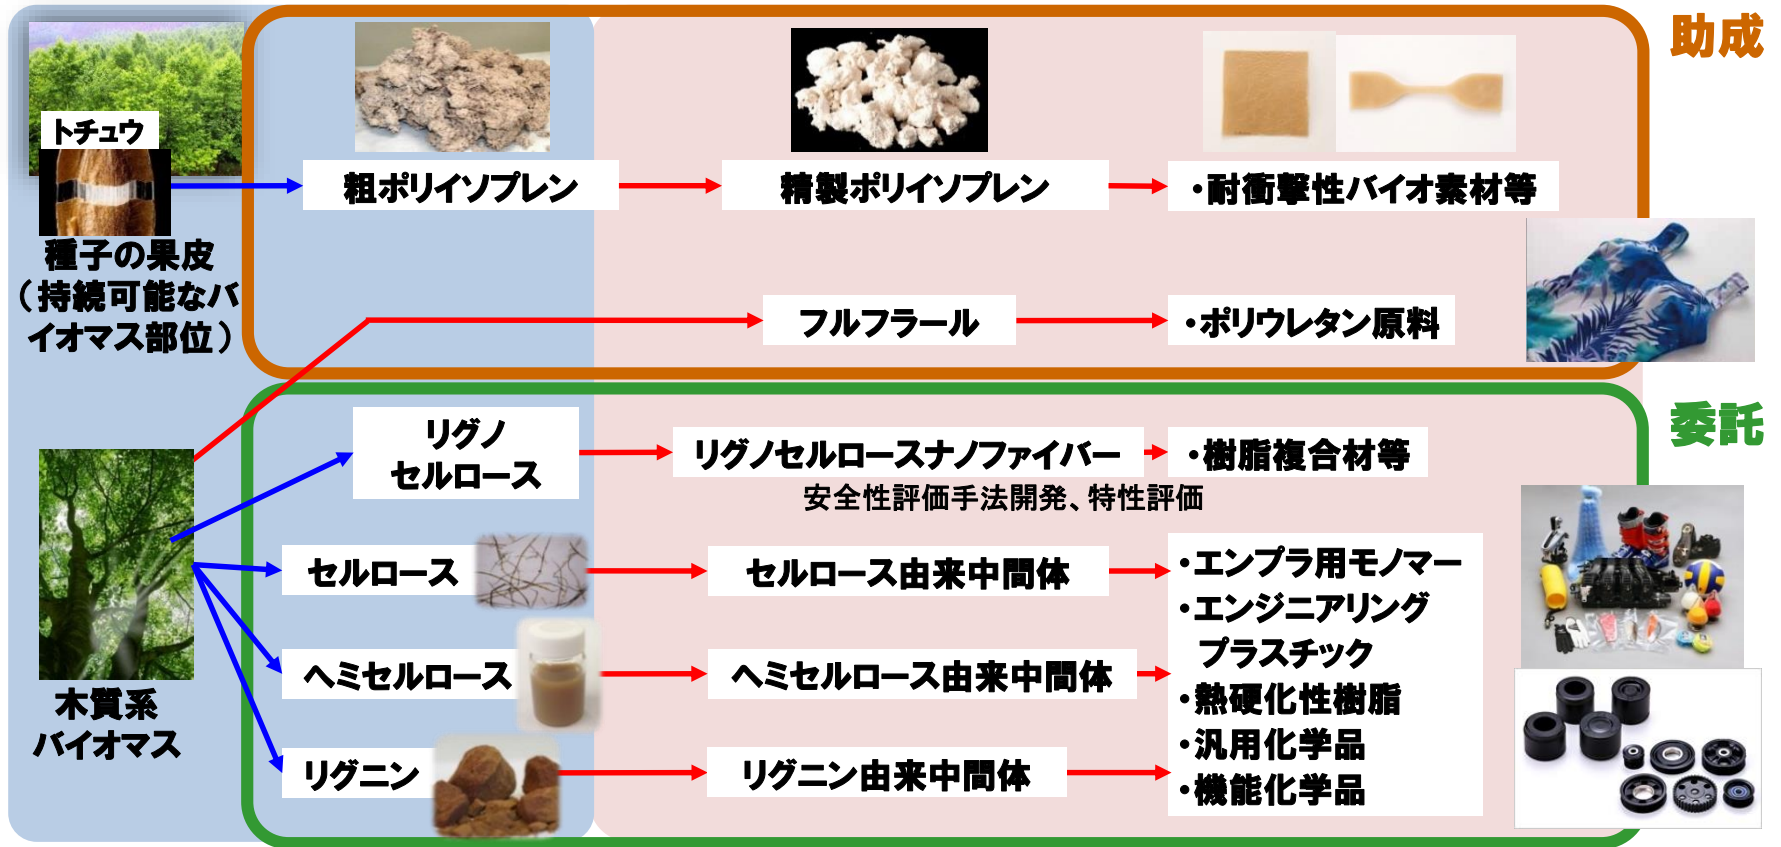 助成
トチュウ
種子の果皮
（持続可能なバ
イオマス部位）
粗ポリイソプレン
精製ポリイソプレン
・耐衝撃性バイオ素材等
フルフラール
・ポリウレタン原料
委託
木質系
バイオマス
リグノ
セルロース
リグノセルロースナノファイバー
安全性評価手法開発、特性評価
・樹脂複合材等
セルロース
セルロース由来中間体
ヘミセルロース
ヘミセルロース由来中間体
リグニン
リグニン由来中間体
・エンプラ用モノマー
・エンジニアリング
プラスチック
・熱硬化性樹脂
・汎用化学品
・機能化学品